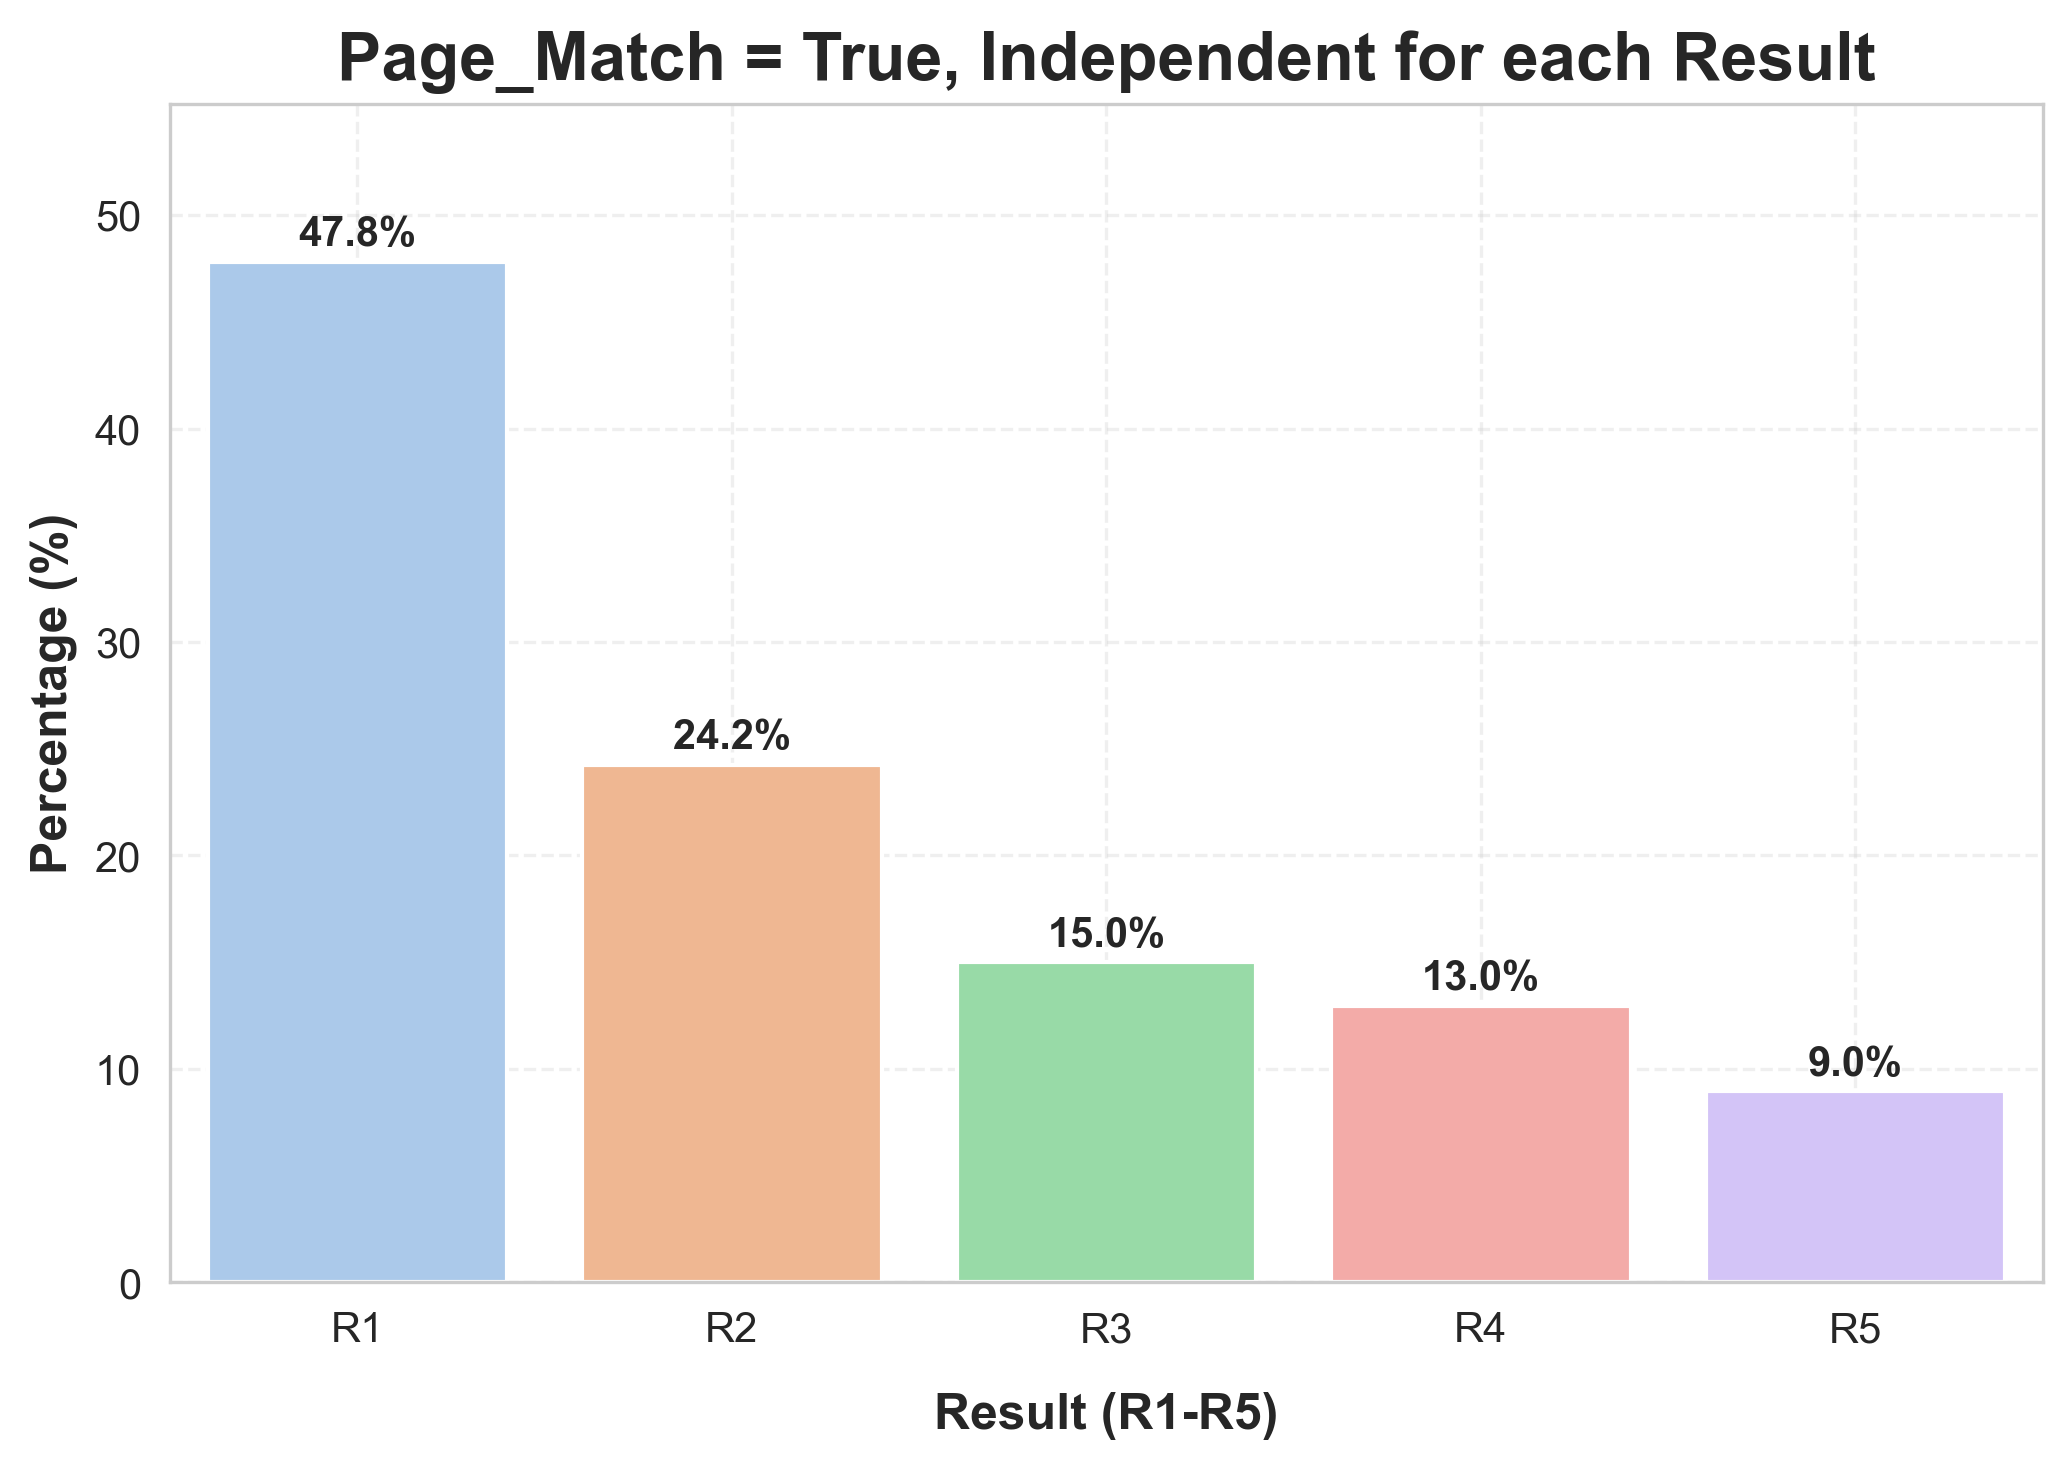 Page_Match = True, Independent for each Result
50
40
30
20
10
0
Percentage (%)
47.8%
24.2%
15.0%
13.0%
9.0%
R1
R2
R3
R4
R5
Result (R1-R5)